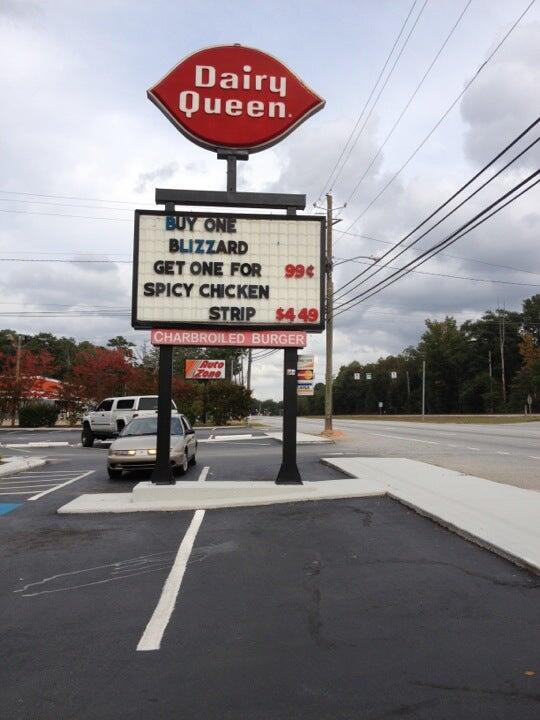 Dairy
Queen.
BUY ONE
BLIZZARD
GET ONE FOR 99¢
SPICY CHICKEN
STRIP $4 49
CHARBROILED BURGER
Auto
Zone